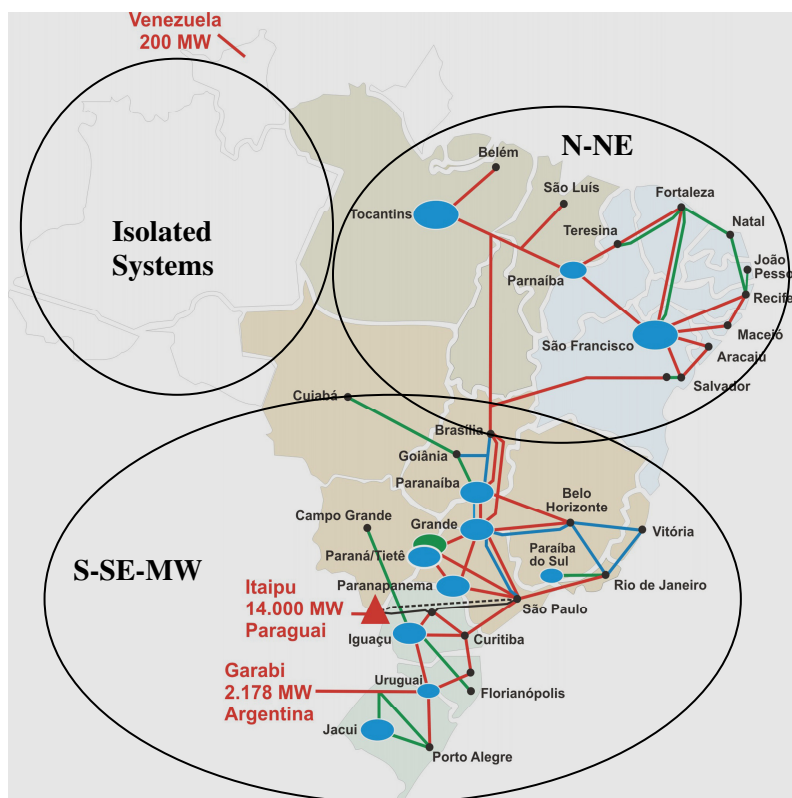 Venezuela
200 MW
N-NE
Belém
São Luís
Fortaleza
Tocantins
Teresina
Natal
Isolated
Systems
João
Pesso
Parnaíba
Recife
São Francisco
Maceió
Aracaju
Salvador
Cuiabá
Brasília
Goiânia
Paranaíba
Belo
Horizonte
Campo Grande
Grande
Vitória
Paraná/Tietê
Paraíba
do Sul
S-SE-MW
Paranapanema
Rio de Janeiro
Itaipu
14.000 MW
Paraguai
São Paulo
Iguaçu
Curitiba
Garabi
2.178 MW
Argentina
Uruguai
Florianópolis
Jacui
Porto Alegre